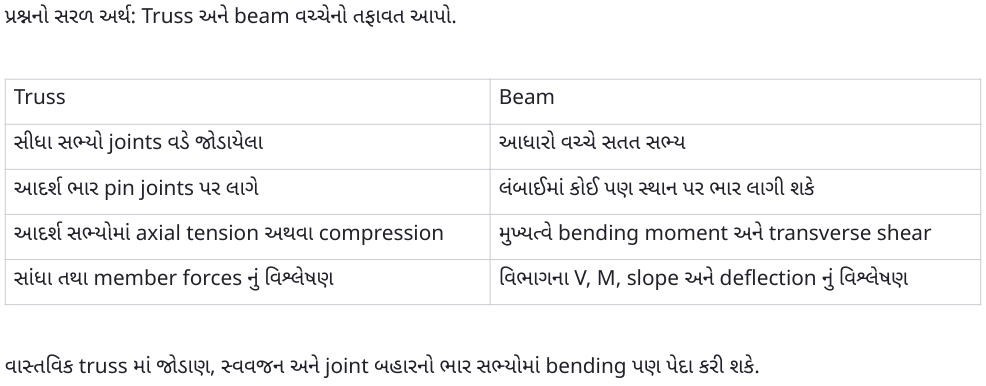 પ્રશ્નનો સરળ અર્થ: Truss અને beam વચ્ચેનો તફાવત આપો.
Truss Beam
સીધા સભ્યો joints વડે જોડાયેલા આધારો વચ્ચે સતત સભ્ય
આદર્શ ભાર pin joints પર લાગે લંબાઈમાં કોઈ પણ સ્થાન પર ભાર લાગી શકે
આદર્શ સભ્યોમાં axial tension અથવા compression મુખ્યત્વે bending moment અને transverse shear
સાંધા તથા member forces નું વિશ્લેષણ વિભાગના V, M, slope અને deflection નું વિશ્લેષણ
વાસ્તવિક truss માં જોડાણ, સ્વવજન અને joint બહારનો ભાર સભ્યોમાં bending પણ પેદા કરી શકે.